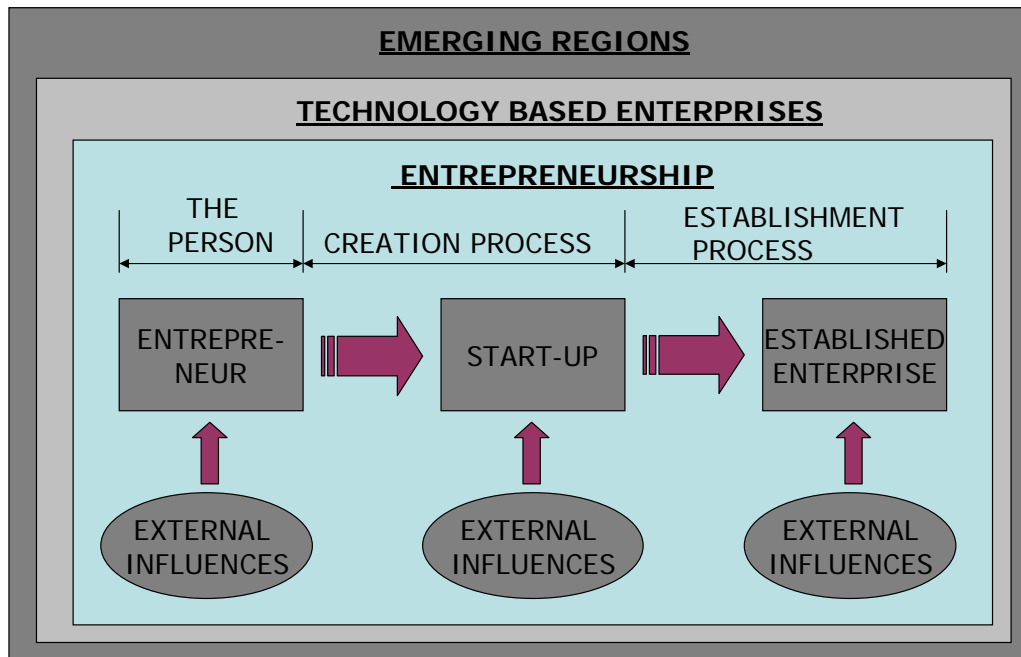 EMERGING REGIONS
TECHNOLOGY BASED ENTERPRISES
ENTREPRENEURSHIP
THE
PERSON
CREATION PROCESS
ESTABLISHMENT
PROCESS
ENTREPRE-
NEUR
START-UP
ESTABLISHED
ENTERPRISE
EXTERNAL
INFLUENCES
EXTERNAL
INFLUENCES
EXTERNAL
INFLUENCES